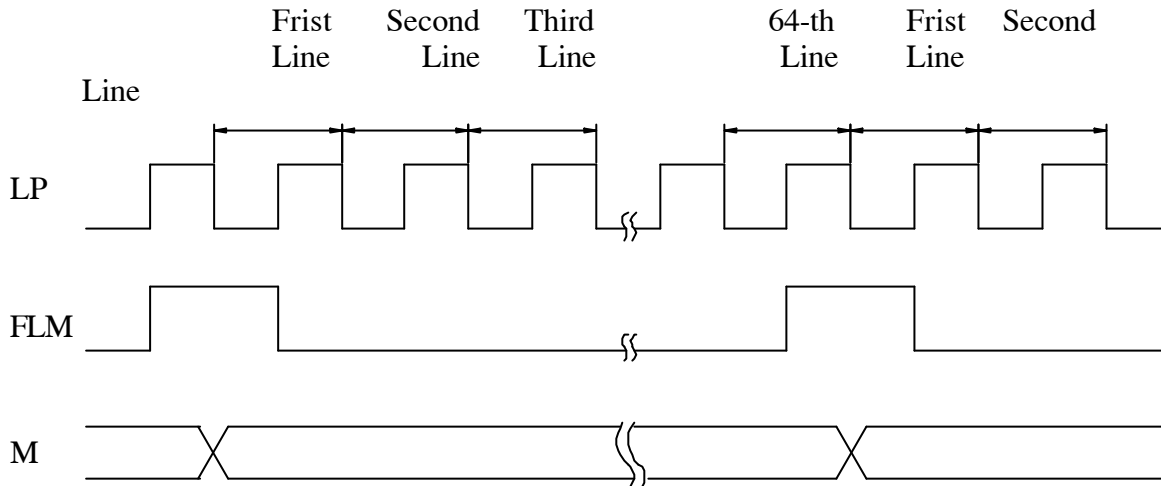 Frist Second Third 64-th Frist Second
Line Line Line Line Line
Line
LP
FLM
M